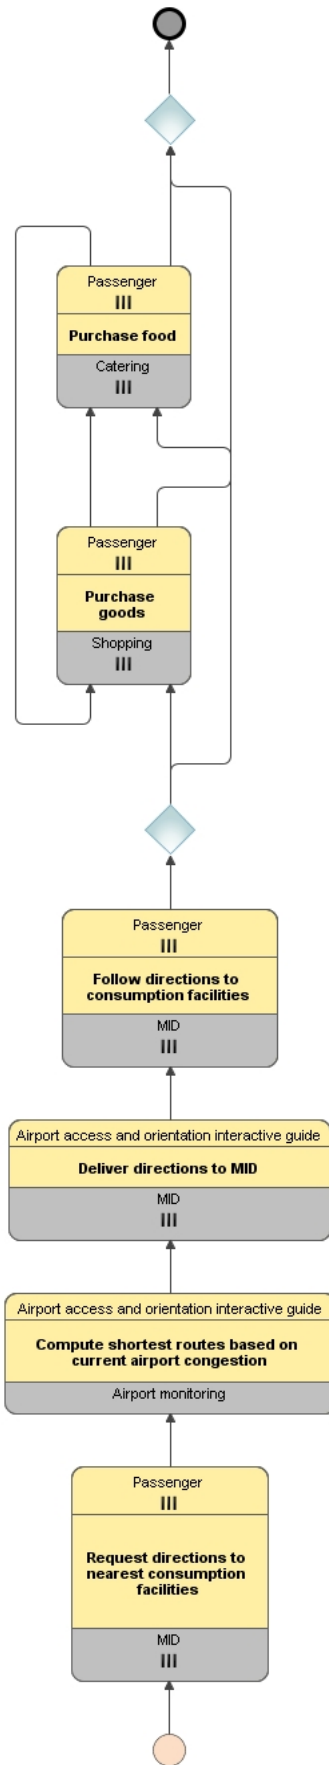 Passenger
Purchase food
Catering
Passenger
Purchase
goods
Shopping
Passenger
Follow directions to
consumption facilities
MID
Airport access and orientation interactive guide
Deliver directions to MID
MID
Airport access and orientation interactive guide
Compute shortest routes based on
current airport congestion
Airport monitoring
Passenger
Request directions to
nearest consumption
facilities
MID